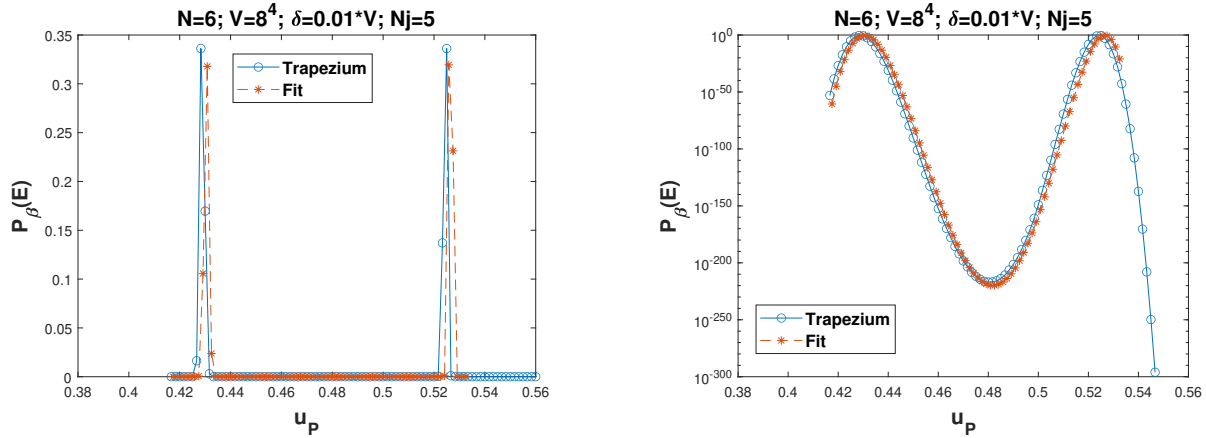 N=6; V=8^4; δ=0.01*V; Nj=5
0.35
0.3
0.25
0.2
0.15
0.1
0.05
0
P_β(E)
Trapezium
Fit
0.38 0.4 0.42 0.44 0.46 0.48 0.5 0.52 0.54 0.56
u_P
N=6; V=8^4; δ=0.01*V; Nj=5
10^0
10^-50
10^-100
10^-150
10^-200
10^-250
10^-300
P_β(E)
Trapezium
Fit
0.38 0.4 0.42 0.44 0.46 0.48 0.5 0.52 0.54 0.56
u_P